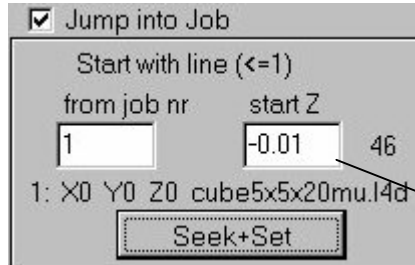 Jump into Job
Start with line (<=1)
from job nr start Z
1 -0.01 46
1: X0 Y0 Z0 cube5x5x20mu.l4d
Seek+Set